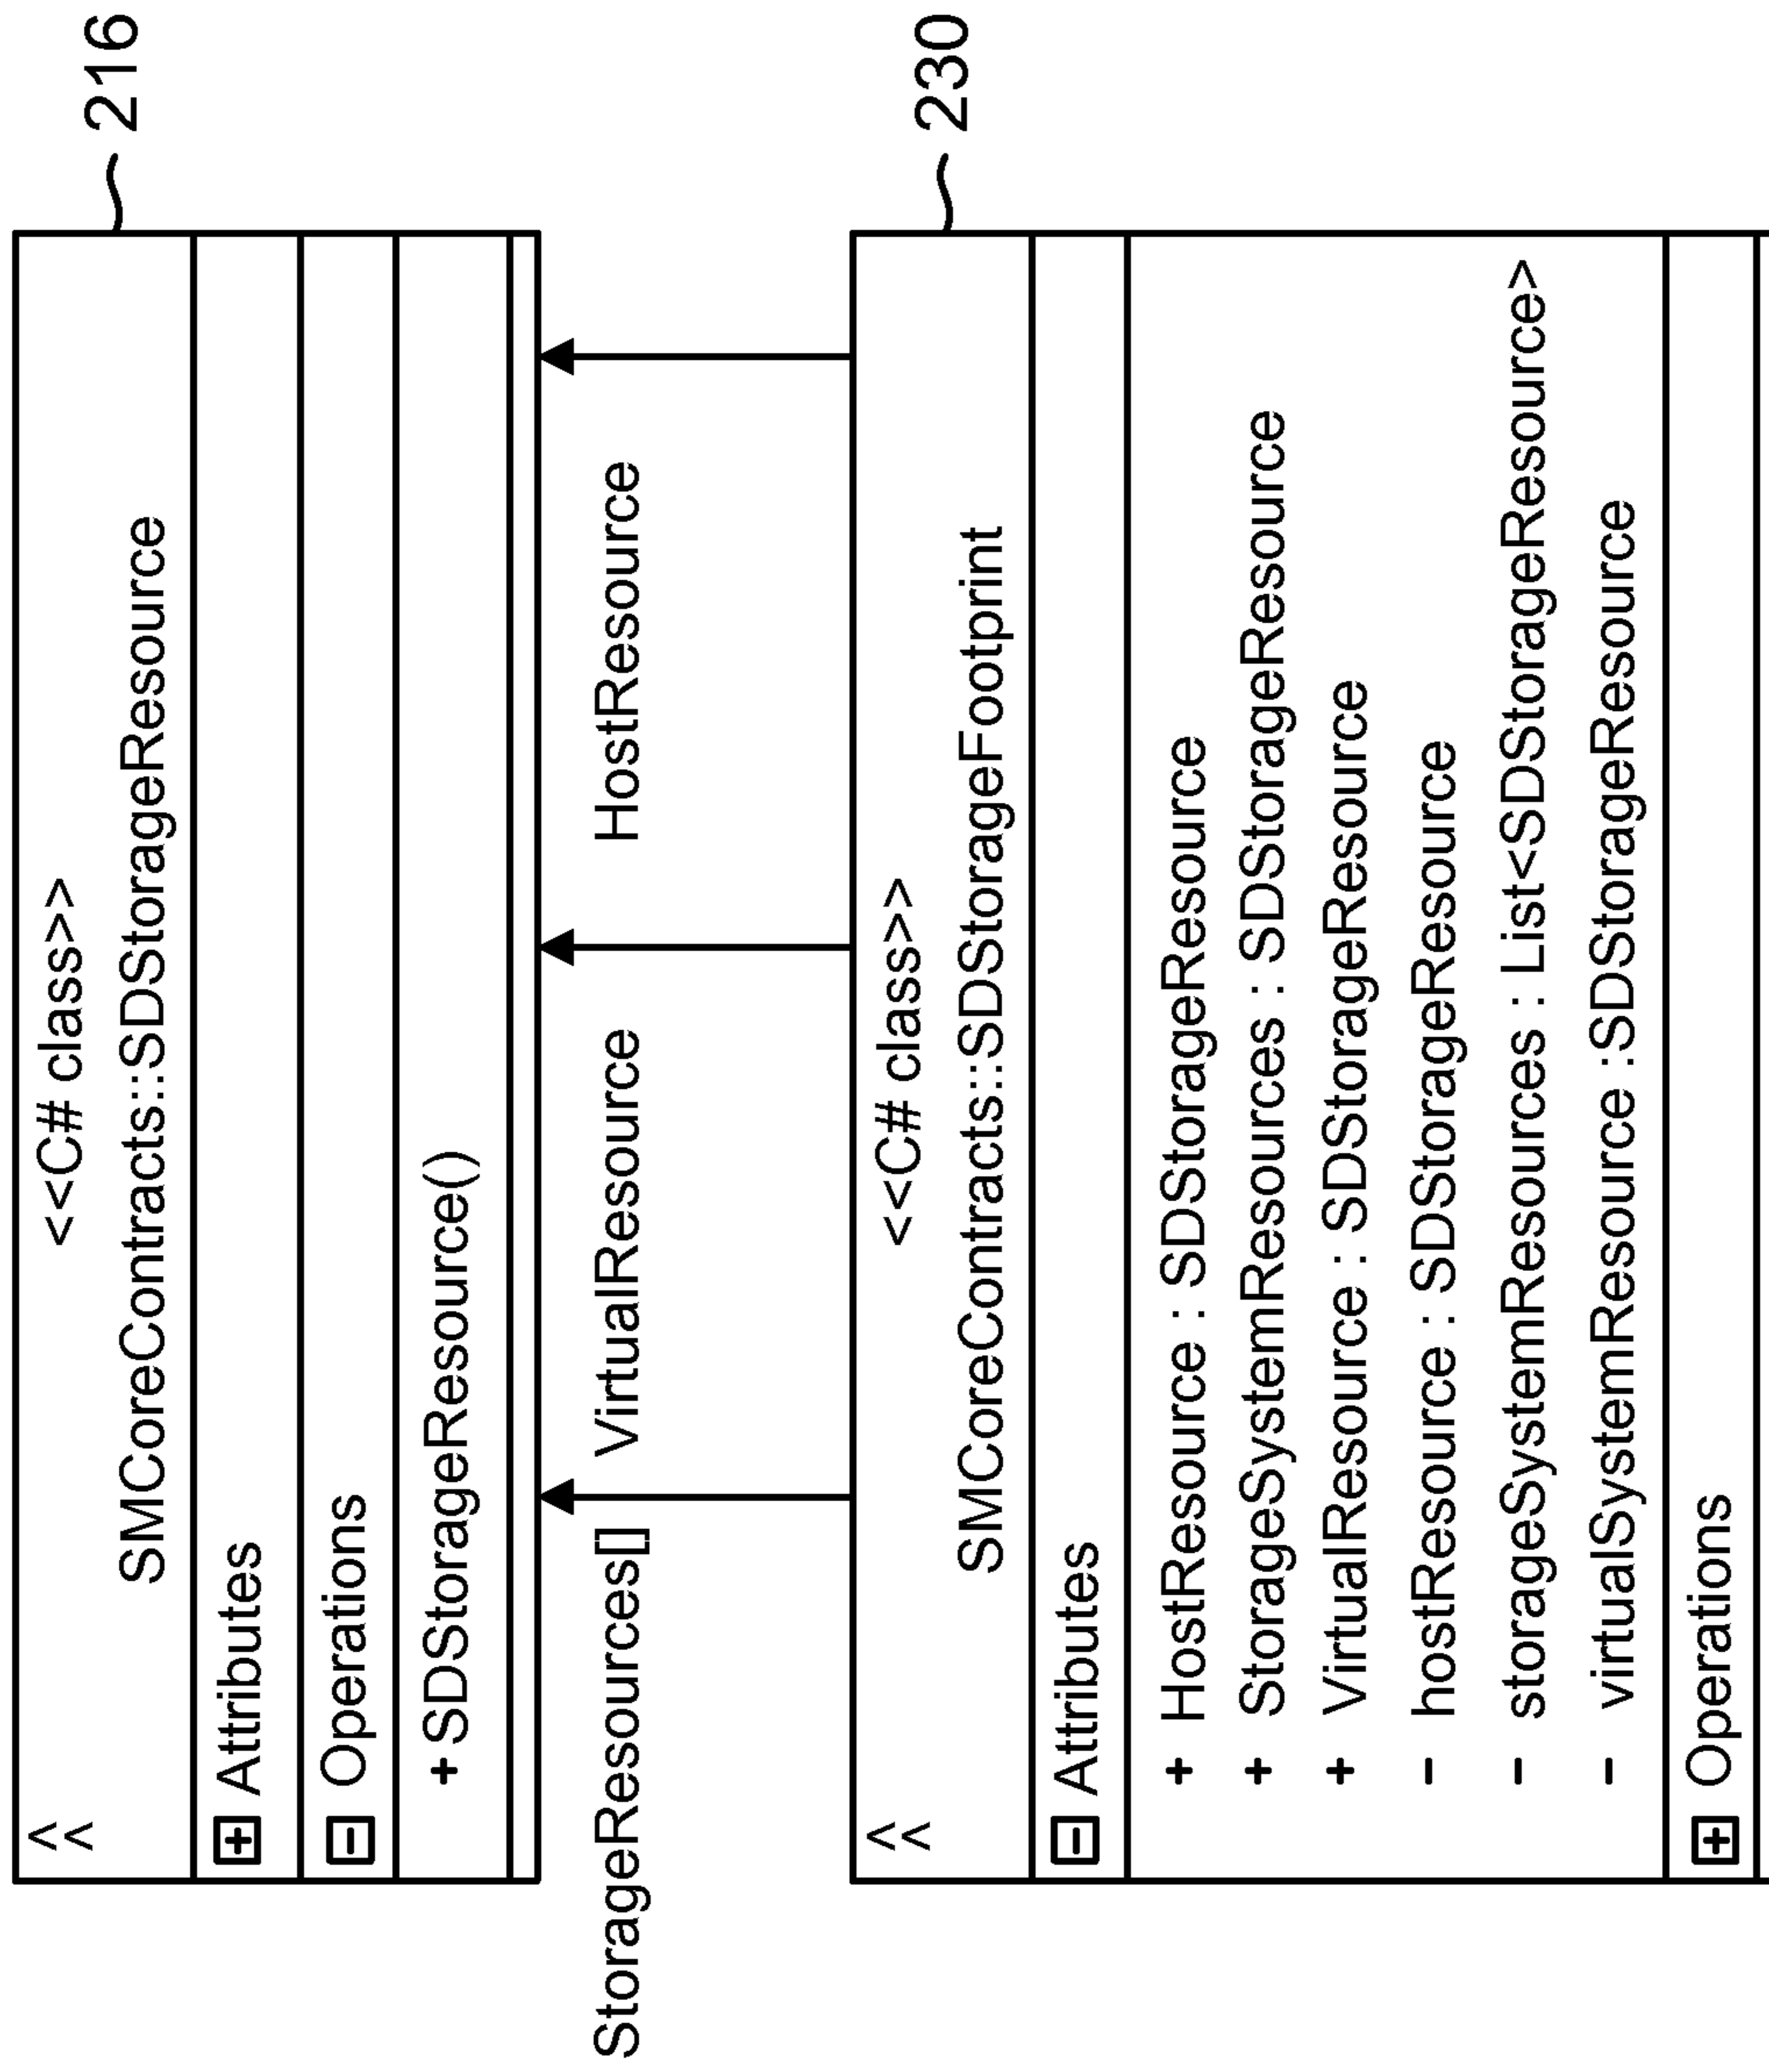 <<
<<C# class>>
SMCoreContracts::SDStorageResource
216
+ Attributes
- Operations
+ SDStorageResource()
StorageResources[] VirtualResource HostResource
<<
<<C# class>>
SMCoreContracts::SDStorageFootprint
230
- Attributes
+ HostResource : SDStorageResource
+ StorageSystemResources : SDStorageResource
+ VirtualResource : SDStorageResource
- hostResource : SDStorageResource
- storageSystemResources : List<SDStorageResource>
- virtualSystemResource :SDStorageResource
+ Operations